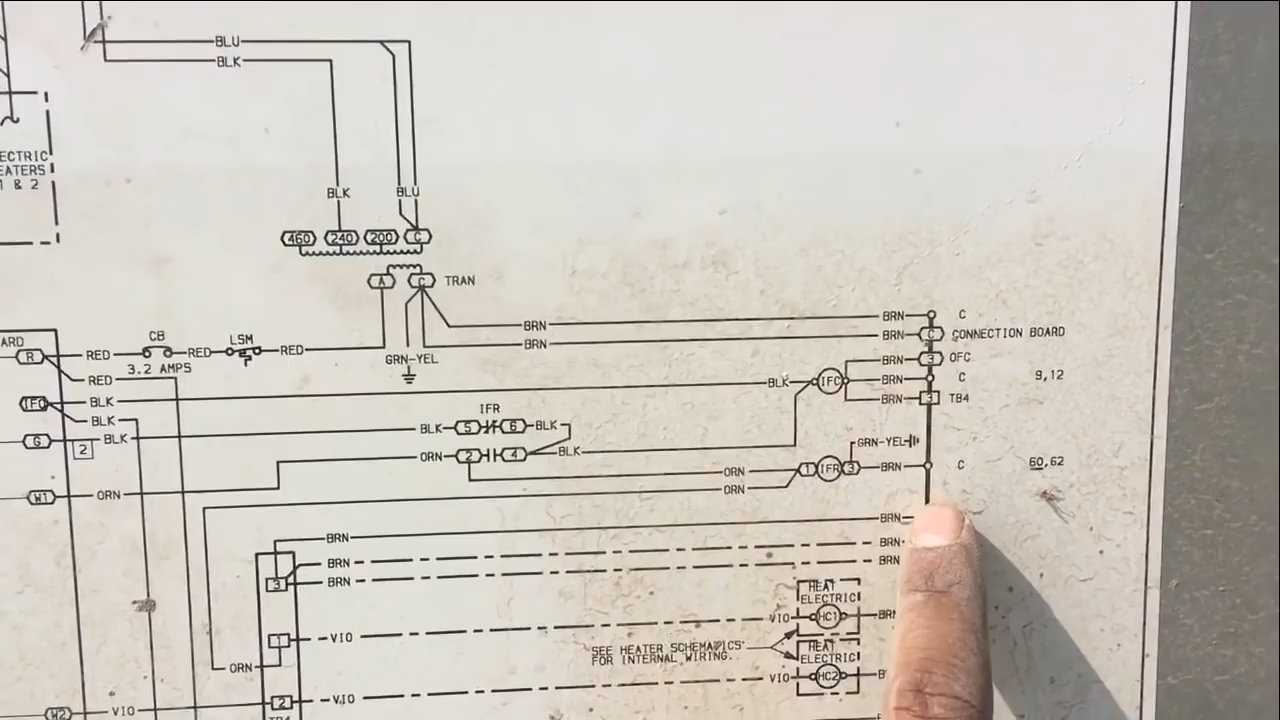 BLU
BLK
ECTRIC
EATERS
1 & 2
BLK BLU
460 240 200 C
A C TRAN
BRN BRN C
BRN BRN C CONNECTION BOARD
ARD CB LSM
R RED RED RED
3.2 AMPS
GRN-YEL
BRN 3 OFC
RED
BLK IFC BRN C 9,12
IFO BLK
BRN 3 TB4
IFR
BLK
BLK 5 6 BLK
G BLK
2
GRN-YEL
ORN 2 4 BLK
ORN 1 IFR 3 BRN C 60,62
ORN
W1 ORN
BRN BRN
BRN BRN
BRN BRN
3
HEAT
ELECTRIC
VIO HC1
1 VIO
SEE HEATER SCHEMATICS
FOR INTERNAL WIRING.
HEAT
ELECTRIC
ORN
VIO HC2
W2 VIO 2 VIO
TB4